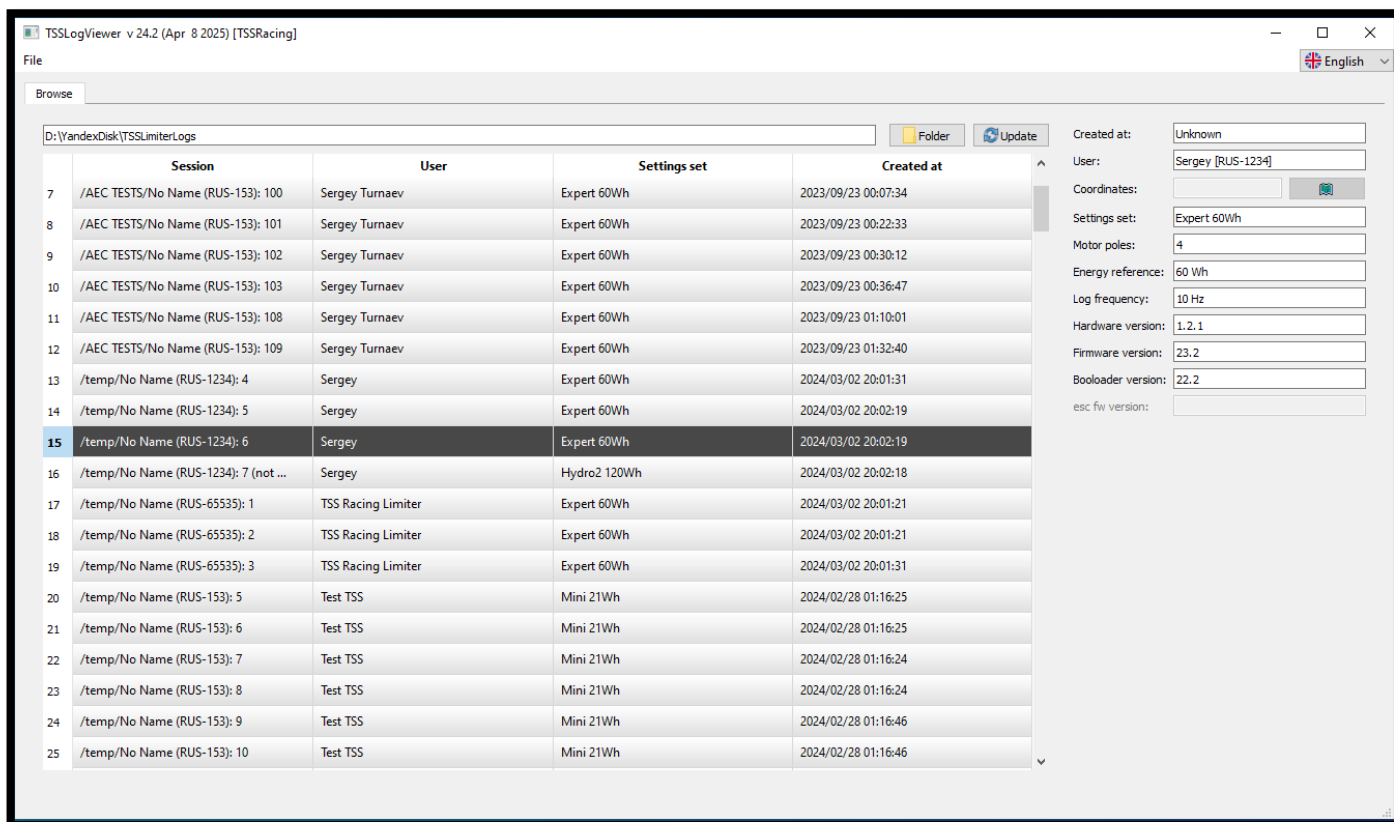 TSSLogViewer v 24.2 (Apr 8 2025) [TSSRacing]
File
English
Browse
D:\YandexDisk\TSSLimiterLogs
Folder
Update
Session User Settings set Created at
7 /AEC TESTS/No Name (RUS-153): 100 Sergey Turnaev Expert 60Wh 2023/09/23 00:07:34
8 /AEC TESTS/No Name (RUS-153): 101 Sergey Turnaev Expert 60Wh 2023/09/23 00:22:33
9 /AEC TESTS/No Name (RUS-153): 102 Sergey Turnaev Expert 60Wh 2023/09/23 00:30:12
10 /AEC TESTS/No Name (RUS-153): 103 Sergey Turnaev Expert 60Wh 2023/09/23 00:36:47
11 /AEC TESTS/No Name (RUS-153): 108 Sergey Turnaev Expert 60Wh 2023/09/23 01:10:01
12 /AEC TESTS/No Name (RUS-153): 109 Sergey Turnaev Expert 60Wh 2023/09/23 01:32:40
13 /temp/No Name (RUS-1234): 4 Sergey Expert 60Wh 2024/03/02 20:01:31
14 /temp/No Name (RUS-1234): 5 Sergey Expert 60Wh 2024/03/02 20:02:19
15 /temp/No Name (RUS-1234): 6 Sergey Expert 60Wh 2024/03/02 20:02:19
16 /temp/No Name (RUS-1234): 7 (not ... Sergey Hydro2 120Wh 2024/03/02 20:02:18
17 /temp/No Name (RUS-65535): 1 TSS Racing Limiter Expert 60Wh 2024/03/02 20:01:21
18 /temp/No Name (RUS-65535): 2 TSS Racing Limiter Expert 60Wh 2024/03/02 20:01:21
19 /temp/No Name (RUS-65535): 3 TSS Racing Limiter Expert 60Wh 2024/03/02 20:01:31
20 /temp/No Name (RUS-153): 5 Test TSS Mini 21Wh 2024/02/28 01:16:25
21 /temp/No Name (RUS-153): 6 Test TSS Mini 21Wh 2024/02/28 01:16:25
22 /temp/No Name (RUS-153): 7 Test TSS Mini 21Wh 2024/02/28 01:16:24
23 /temp/No Name (RUS-153): 8 Test TSS Mini 21Wh 2024/02/28 01:16:24
24 /temp/No Name (RUS-153): 9 Test TSS Mini 21Wh 2024/02/28 01:16:46
25 /temp/No Name (RUS-153): 10 Test TSS Mini 21Wh 2024/02/28 01:16:46
Created at: Unknown
User: Sergey [RUS-1234]
Coordinates:
Settings set: Expert 60Wh
Motor poles: 4
Energy reference: 60 Wh
Log frequency: 10 Hz
Hardware version: 1.2.1
Firmware version: 23.2
Booloader version: 22.2
esc fw version: